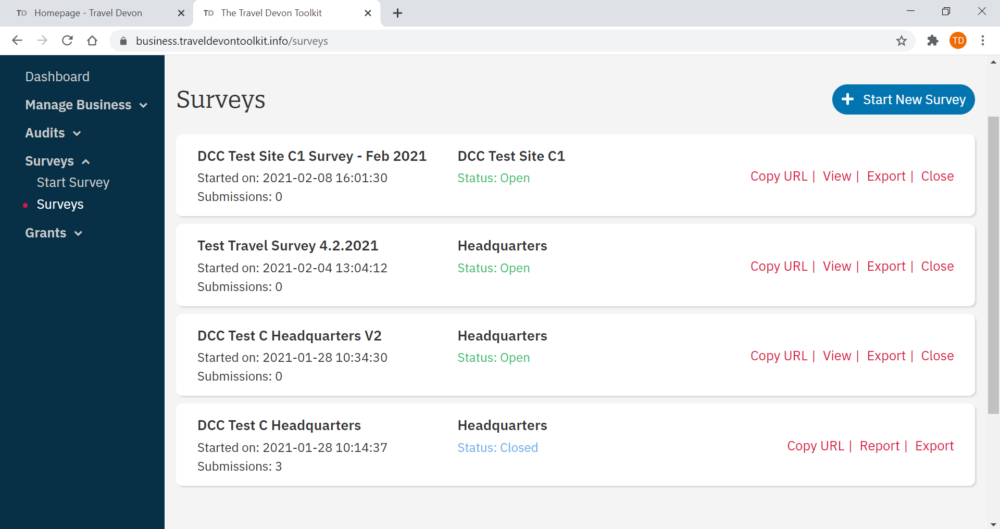 TD Homepage - Travel Devon
TD The Travel Devon Toolkit
business.traveldevontoolkit.info/surveys
TD
Dashboard
Manage Business
Audits
Surveys
Start Survey
Surveys
Grants
Surveys
Start New Survey
DCC Test Site C1 Survey - Feb 2021
Started on: 2021-02-08 16:01:30
Submissions: 0
DCC Test Site C1
Status: Open
Copy URL | View | Export | Close
Test Travel Survey 4.2.2021
Started on: 2021-02-04 13:04:12
Submissions: 0
Headquarters
Status: Open
Copy URL | View | Export | Close
DCC Test C Headquarters V2
Started on: 2021-01-28 10:34:30
Submissions: 0
Headquarters
Status: Open
Copy URL | View | Export | Close
DCC Test C Headquarters
Started on: 2021-01-28 10:14:37
Submissions: 3
Headquarters
Status: Closed
Copy URL | Report | Export